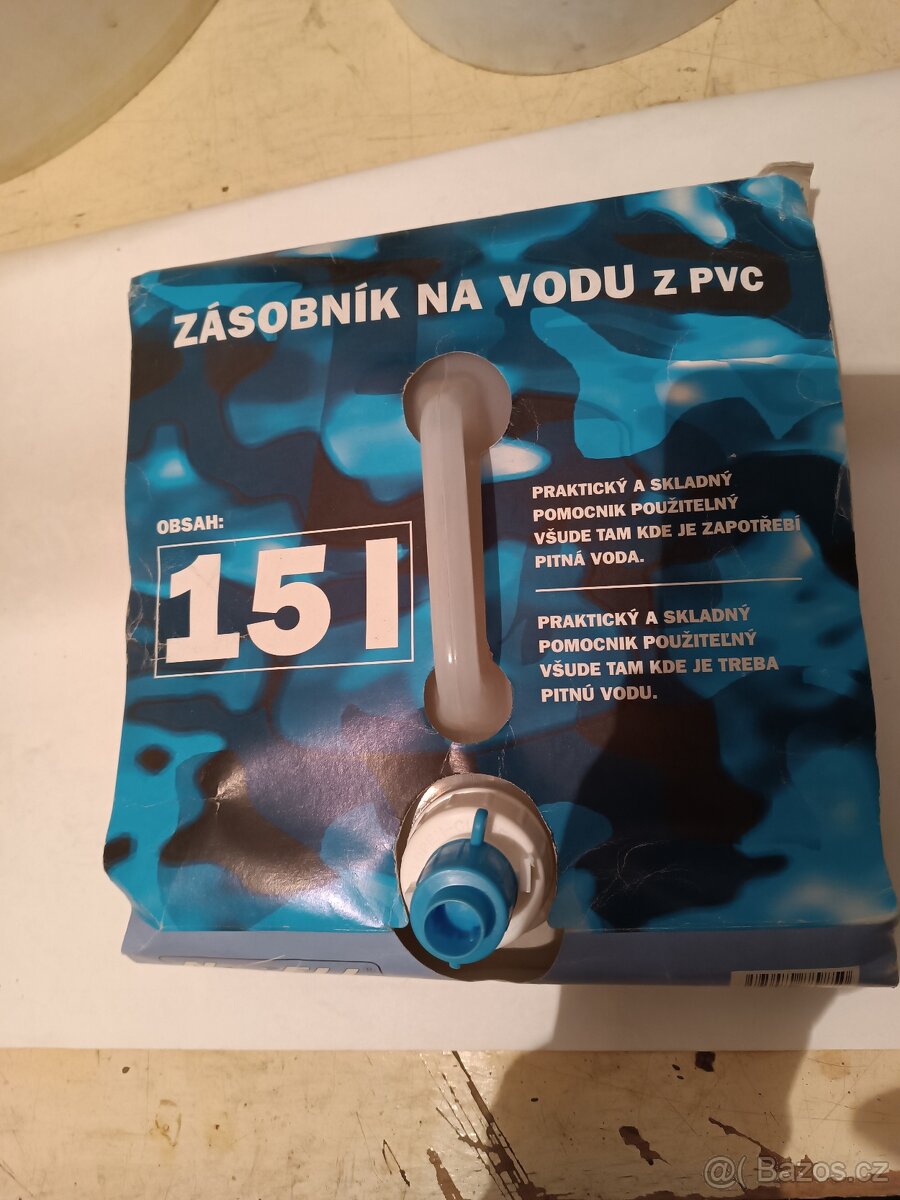 ZÁSOBNÍK NA VODU Z PVC
OBSAH:
15 l
PRAKTICKÝ A SKLADNÝ
POMOCNIK POUŽITELNÝ
VŠUDE TAM KDE JE ZAPOTŘEBÍ
PITNÁ VODA.
PRAKTICKÝ A SKLADNÝ
POMOCNIK POUŽITEĽNÝ
VŠUDE TAM KDE JE TREBA
PITNÚ VODU.
@( Bazos.cz